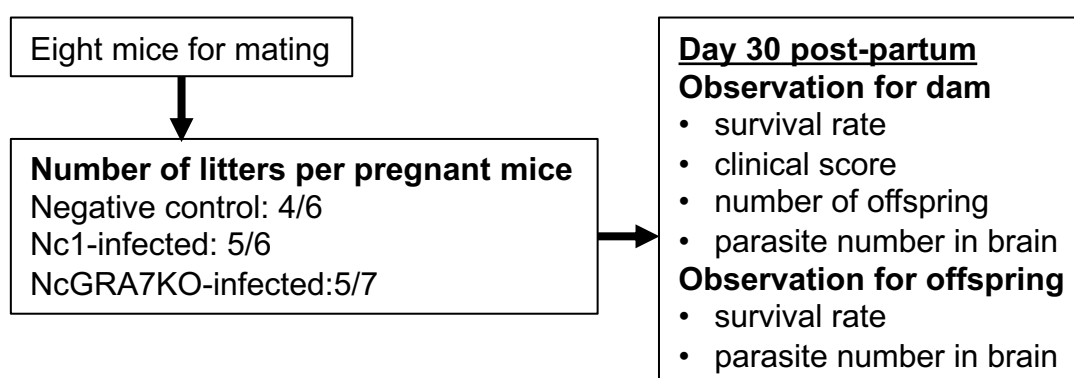 Eight mice for mating
Number of litters per pregnant mice
Negative control: 4/6
Nc1-infected: 5/6
NcGRA7KO-infected:5/7
Day 30 post-partum
Observation for dam
• survival rate
• clinical score
• number of offspring
• parasite number in brain
Observation for offspring
• survival rate
• parasite number in brain